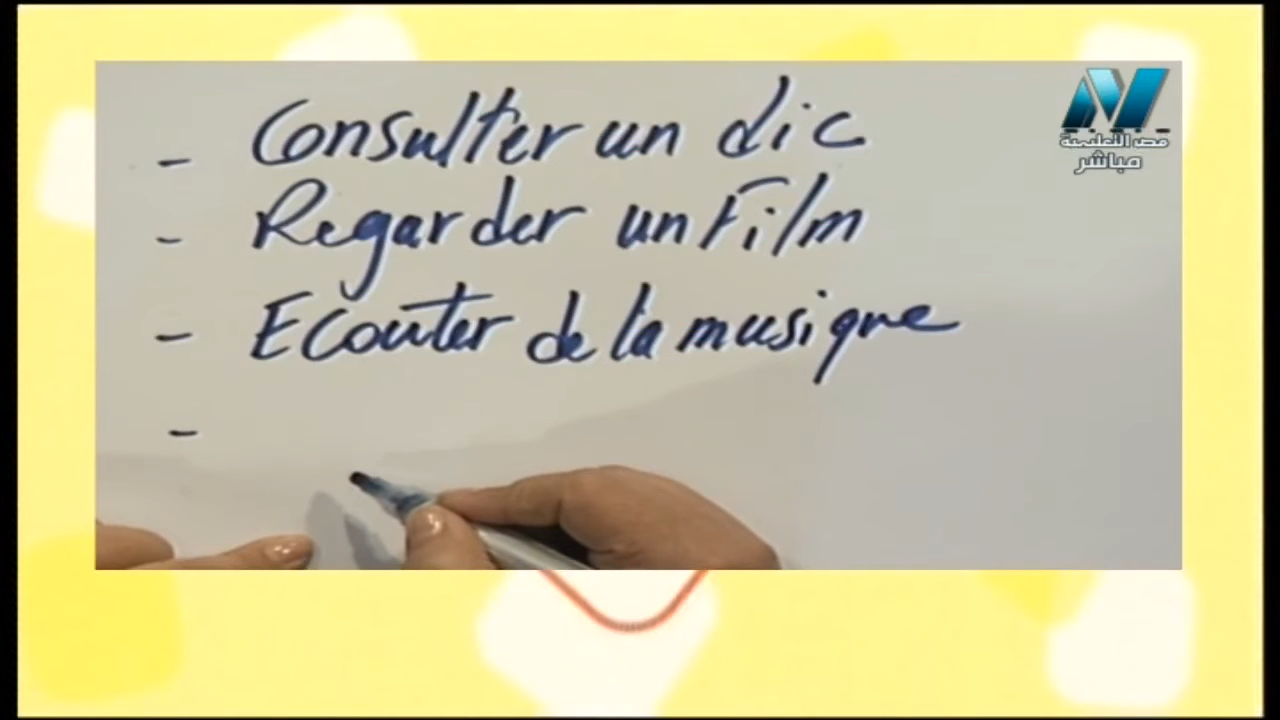 - Consulter un dic
- Regarder un Film
- Ecouter de la musique
-
مصر التعليمية
مباشر